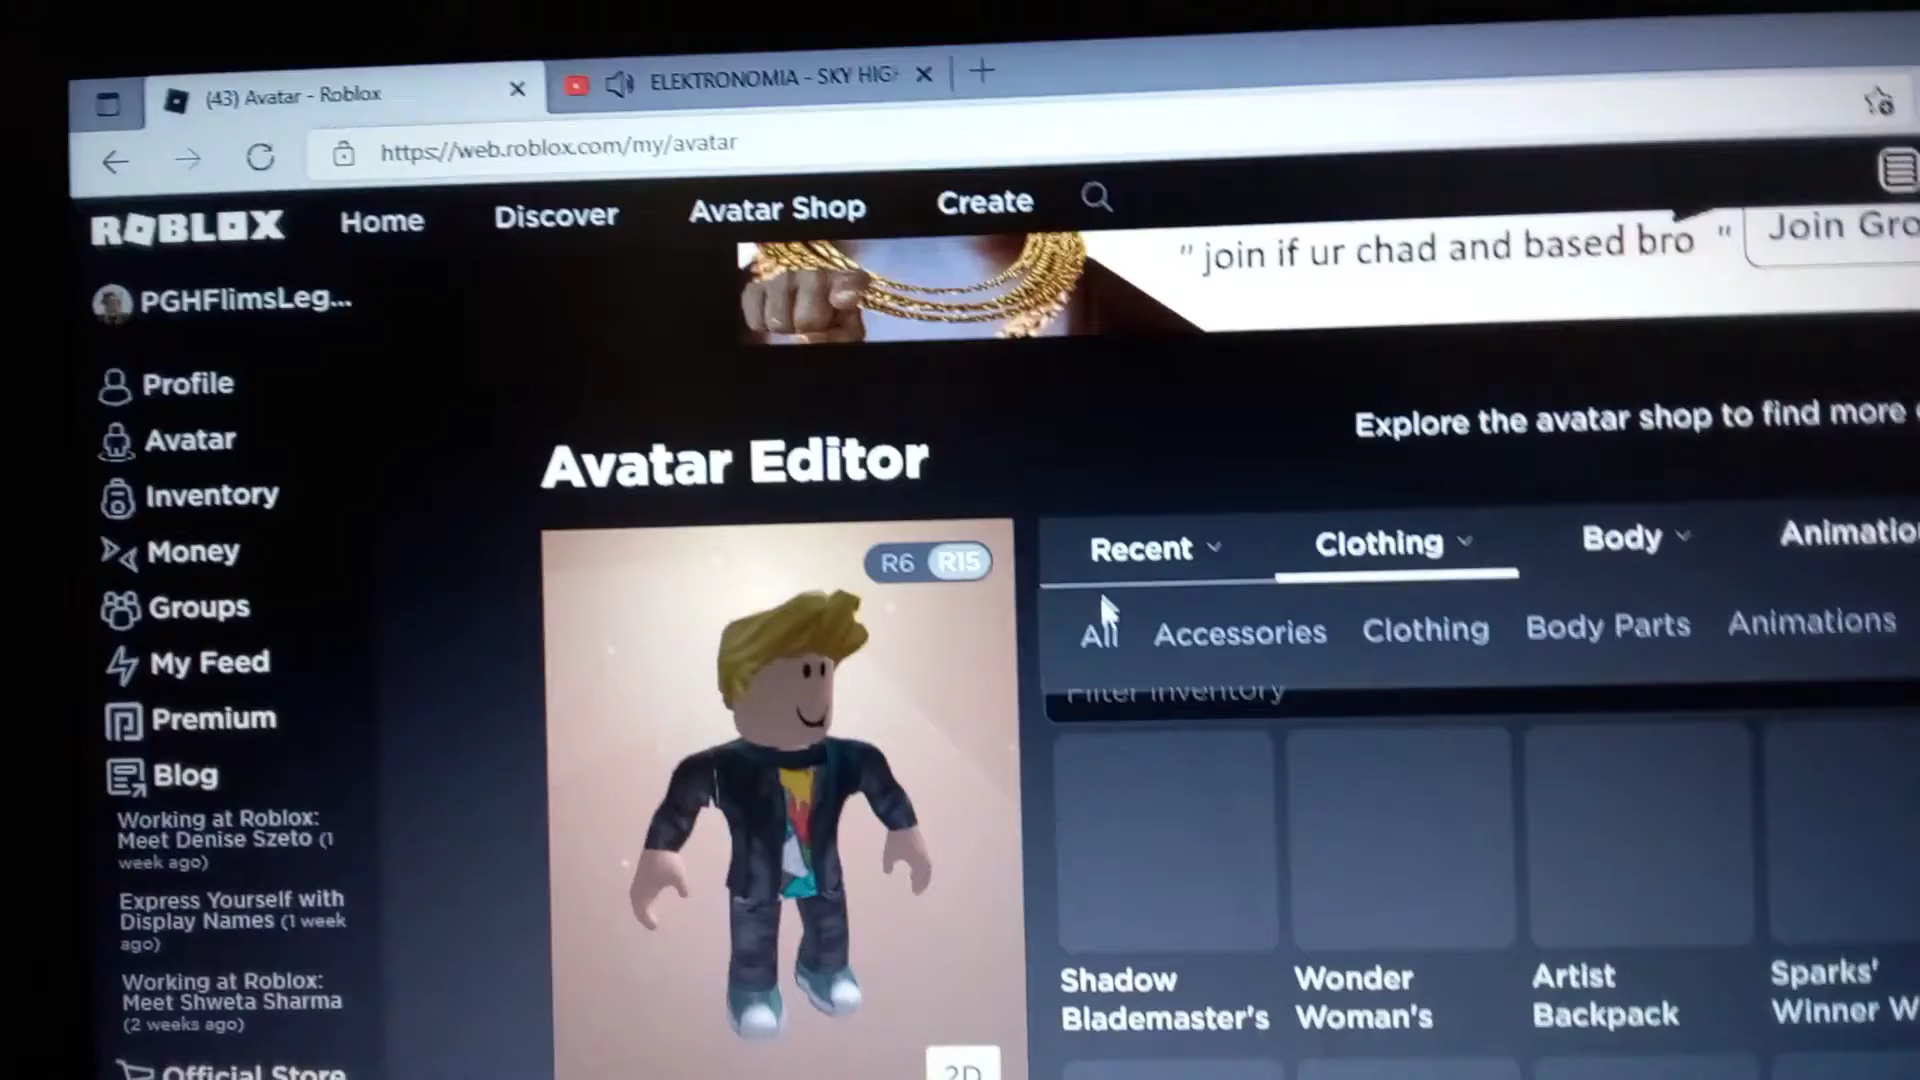 (43) Avatar - Roblox
ELEKTRONOMIA - SKY HIG
https://web.roblox.com/my/avatar
ROBLOX
Home
Discover
Avatar Shop
Create
" join if ur chad and based bro "
Join Gro
PGHFlimsLeg...
Profile
Avatar
Inventory
Money
Groups
My Feed
Premium
Blog
Working at Roblox:
Meet Denise Szeto (1
week ago)
Express Yourself with
Display Names (1 week
ago)
Working at Roblox:
Meet Shweta Sharma
(2 weeks ago)
Official Store
Avatar Editor
Explore the avatar shop to find more
R6 R15
2D
Recent
Clothing
Body
Animatio
All
Accessories
Clothing
Body Parts
Animations
Filter Inventory
Shadow
Blademaster's
Wonder
Woman's
Artist
Backpack
Sparks'
Winner W